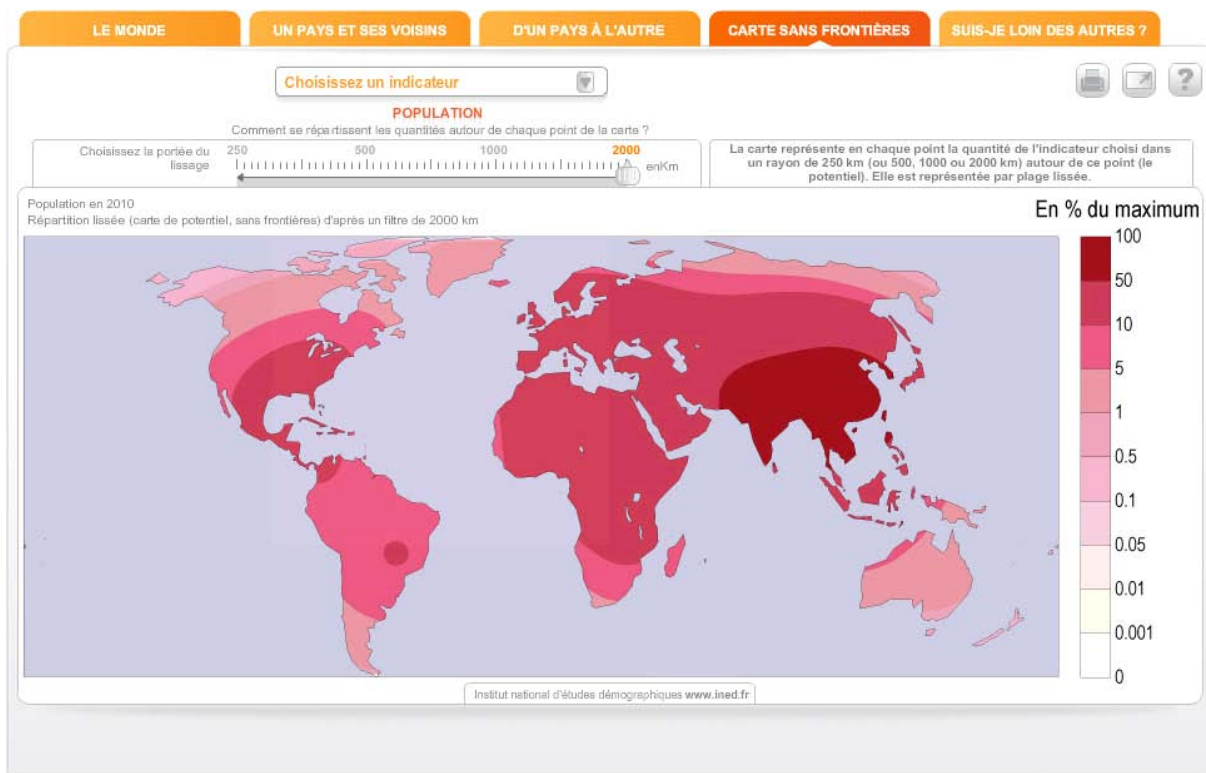 LE MONDE
UN PAYS ET SES VOISINS
D'UN PAYS À L'AUTRE
CARTE SANS FRONTIÈRES
SUIS-JE LOIN DES AUTRES ?
Choisissez un indicateur
?
POPULATION
Comment se répartissent les quantités autour de chaque point de la carte ?
Choisissez la portée du
lissage
250
500
1000
2000
enKm
La carte représente en chaque point la quantité de l'indicateur choisi dans
un rayon de 250 km (ou 500, 1000 ou 2000 km) autour de ce point (le
potentiel). Elle est représentée par plage lissée.
Population en 2010
Répartition lissée (carte de potentiel, sans frontières) d'après un filtre de 2000 km
En % du maximum
100
50
10
5
1
0.5
0.1
0.05
0.01
0.001
0
Institut national d'études démographiques www.ined.fr